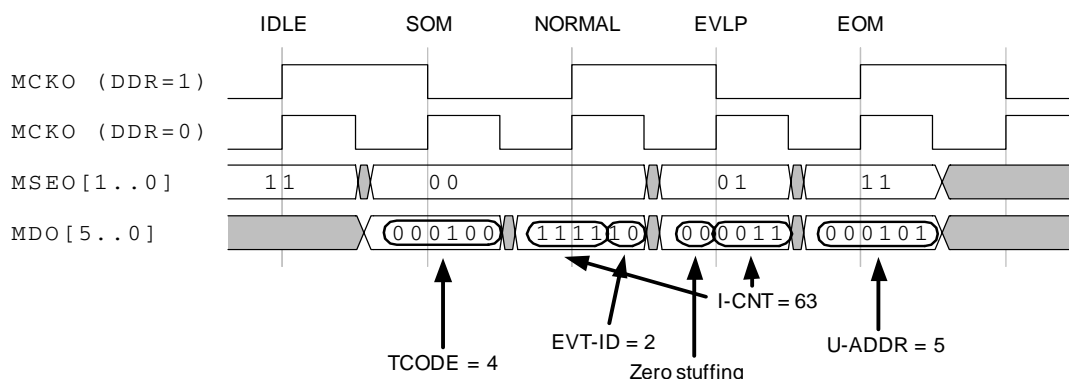 IDLE SOM NORMAL EVLP EOM
MCKO (DDR=1)
MCKO (DDR=0)
MSEO[1..0] 11 00 01 11
MDO[5..0] 000100 111110 000011 000101
I-CNT = 63
EVT-ID = 2 U-ADDR = 5
TCODE = 4 Zero stuffing